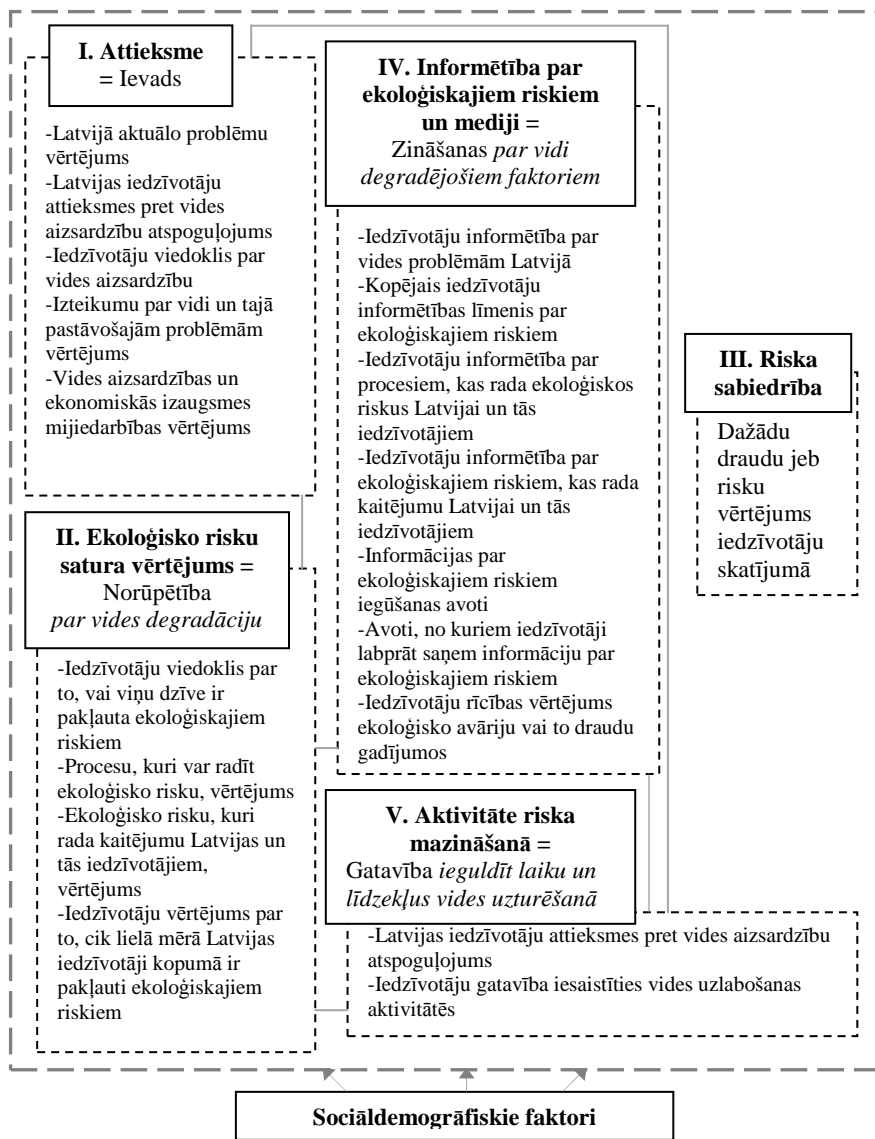 I. Attieksme
= Ievads
-Latvijā aktuālo problēmu
vērtējums
-Latvijas iedzīvotāju
attieksmes pret vides
aizsardzību atspoguļojums
-Iedzīvotāju viedoklis par
vides aizsardzību
-Izteikumu par vidi un tajā
pastāvošajām problēmām
vērtējums
-Vides aizsardzības un
ekonomiskās izaugsmes
mijiedarbības vērtējums
II. Ekoloģisko risku
satura vērtējums =
Norūpētība
par vides degradāciju
-Iedzīvotāju viedoklis par
to, vai viņu dzīve ir
pakļauta ekoloģiskajiem
riskiem
-Procesu, kuri var radīt
ekoloģisko risku, vērtējums
-Ekoloģisko risku, kuri
rada kaitējumu Latvijas un
tās iedzīvotājiem,
vērtējums
-Iedzīvotāju vērtējums par
to, cik lielā mērā Latvijas
iedzīvotāji kopumā ir
pakļauti ekoloģiskajiem
riskiem
IV. Informētība par
ekoloģiskajiem riskiem
un mediji =
Zināšanas par vidi
degradējošiem faktoriem
-Iedzīvotāju informētība par
vides problēmām Latvijā
-Kopējais iedzīvotāju
informētības līmenis par
ekoloģiskajiem riskiem
-Iedzīvotāju informētība par
procesiem, kas rada ekoloģiskos
riskus Latvijai un tās
iedzīvotājiem
-Iedzīvotāju informētība par
ekoloģiskajiem riskiem, kas rada
kaitējumu Latvijai un tās
iedzīvotājiem
-Informācijas par
ekoloģiskajiem riskiem
iegūšanas avoti
-Avoti, no kuriem iedzīvotāji
labprāt saņem informāciju par
ekoloģiskajiem riskiem
-Iedzīvotāju rīcības vērtējums
ekoloģisko avāriju vai to draudu
gadījumos
III. Riska
sabiedrība
Dažādu
draudu jeb
risku
vērtējums
iedzīvotāju
skatījumā
V. Aktivitāte riska
mazināšanā =
Gatavība ieguldīt laiku un
līdzekļus vides uzturēšanā
-Latvijas iedzīvotāju attieksmes pret vides aizsardzību
atspoguļojums
-Iedzīvotāju gatavība iesaistīties vides uzlabošanas
aktivitātēs
Sociāldemogrāfiskie faktori